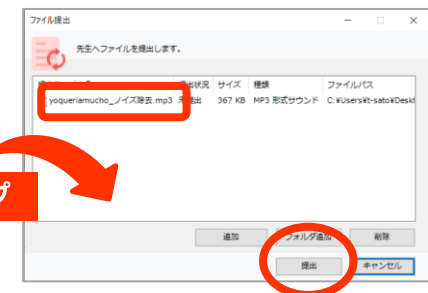 ファイル提出
先生へファイルを提出します。
提出状況 サイズ 種類 ファイルパス
yoqueriamucho_ノイズ除去.mp3 未提出 367 KB MP3 形式サウンド C:¥Users¥t-sato¥Deskt
プ
追加 フォルダ追加 削除
提出 キャンセル